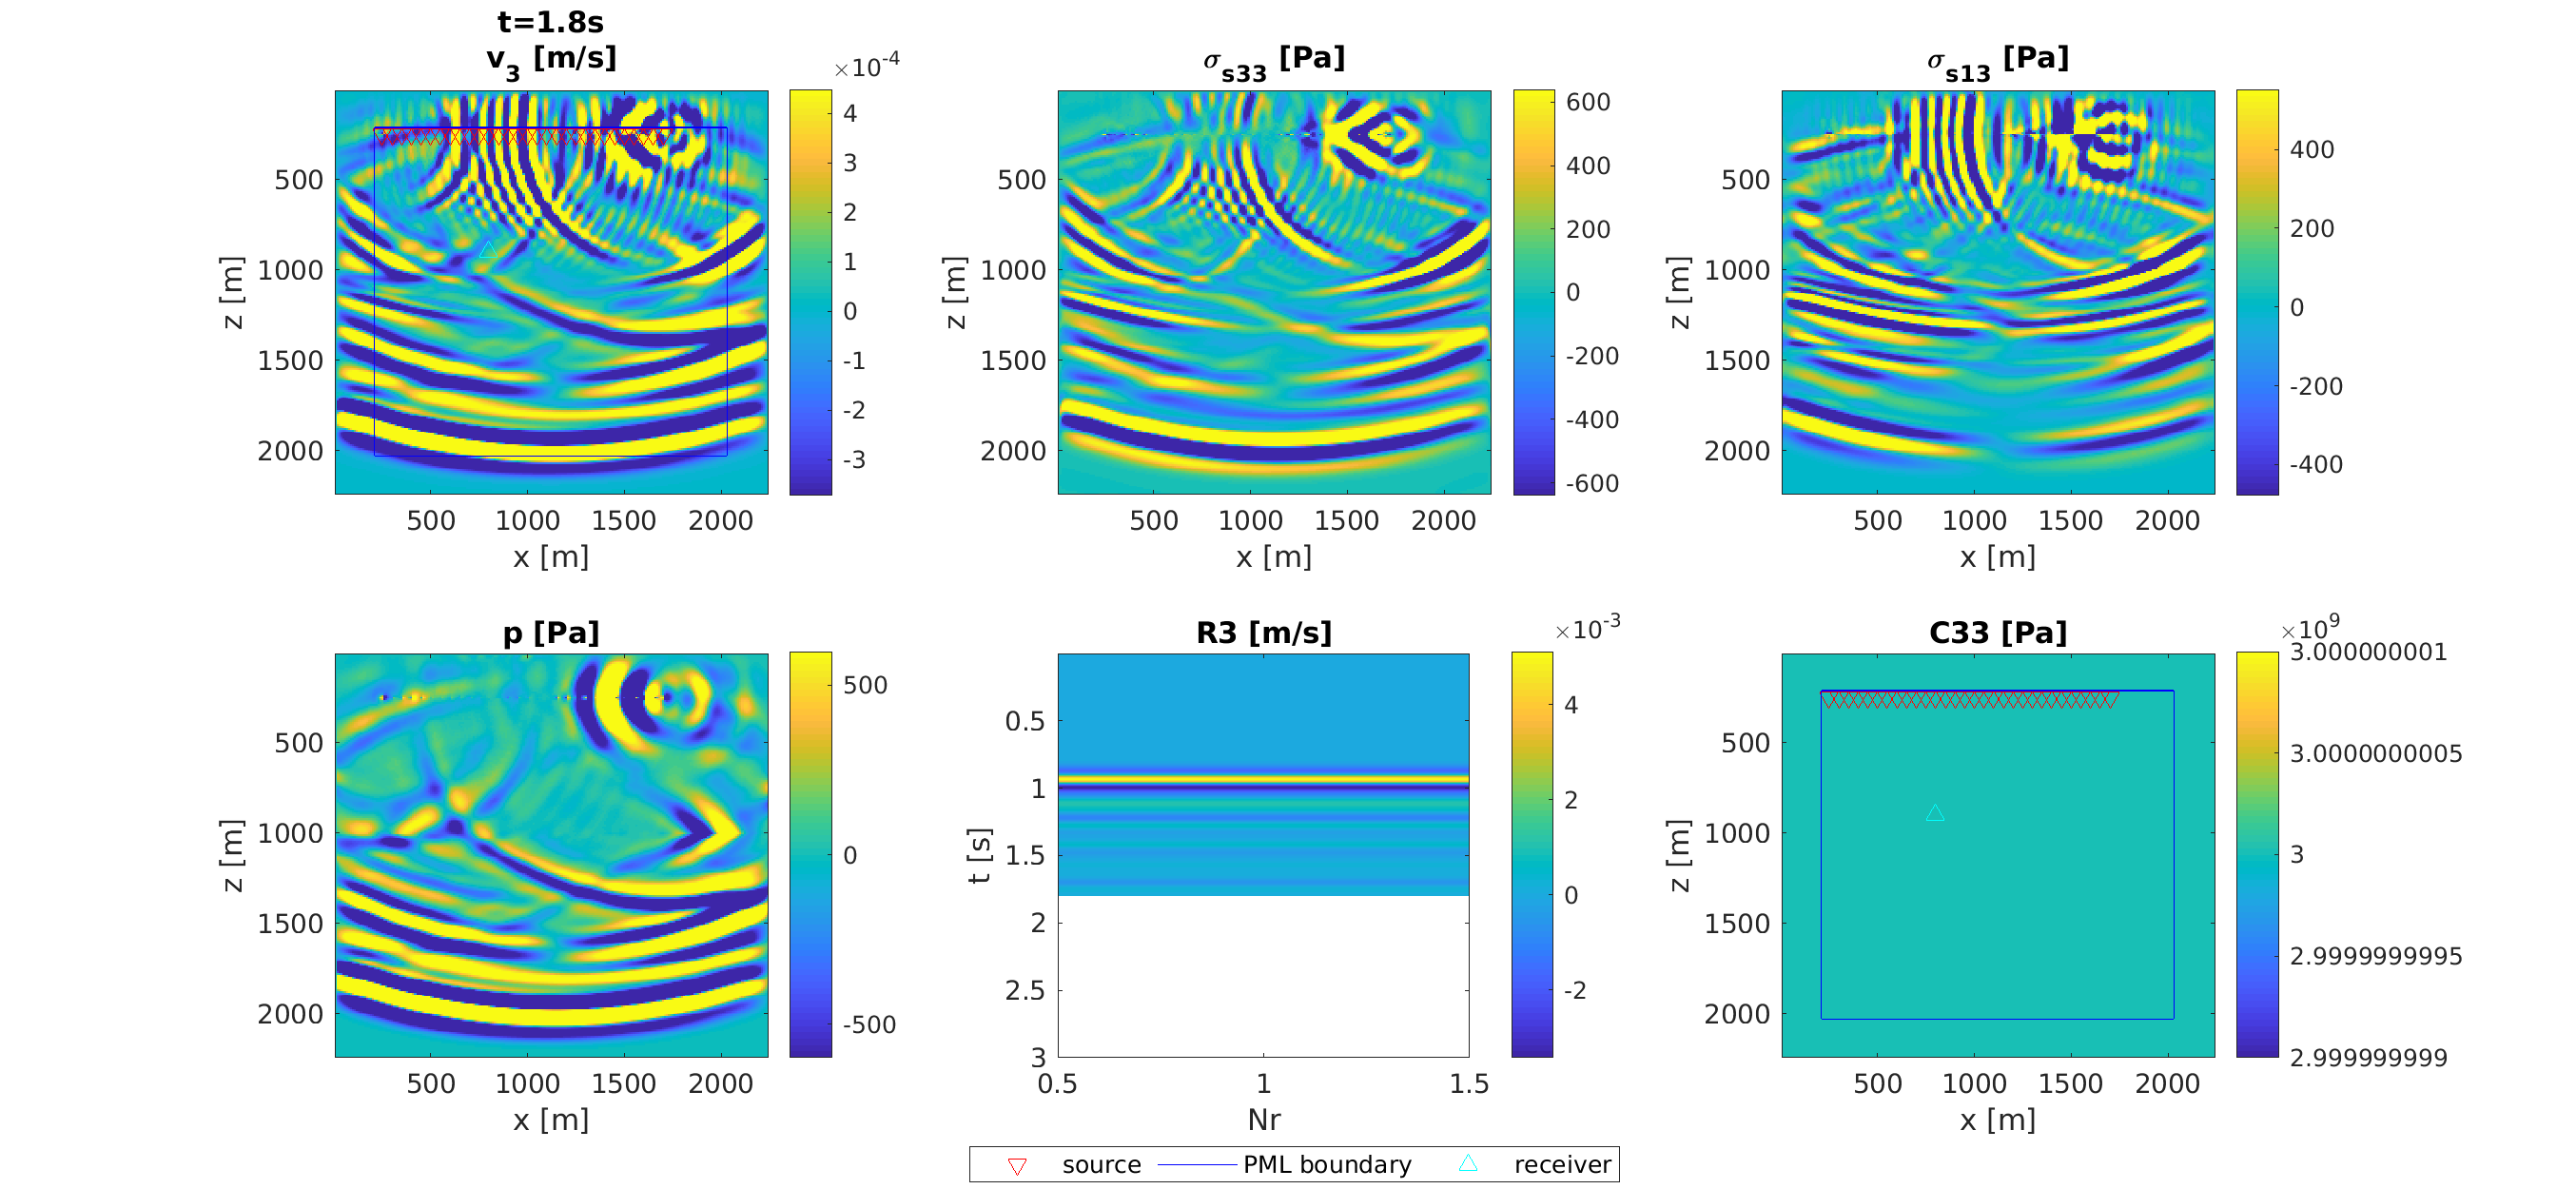 t=1.8s
v3 [m/s]
×10-4
4
3
2
1
0
-1
-2
-3
500
1000
1500
2000
z [m]
500 1000 1500 2000
x [m]
σs33 [Pa]
600
400
200
0
-200
-400
-600
500
1000
1500
2000
z [m]
500 1000 1500 2000
x [m]
σs13 [Pa]
400
200
0
-200
-400
500
1000
1500
2000
z [m]
500 1000 1500 2000
x [m]
p [Pa]
500
0
-500
500
1000
1500
2000
z [m]
500 1000 1500 2000
x [m]
R3 [m/s]
×10-3
4
2
0
-2
0.5
1
1.5
2
2.5
3
t [s]
0.5 1 1.5
Nr
C33 [Pa]
×109
3.000000001
3.0000000005
3
2.9999999995
2.999999999
500
1000
1500
2000
z [m]
500 1000 1500 2000
x [m]
source PML boundary receiver